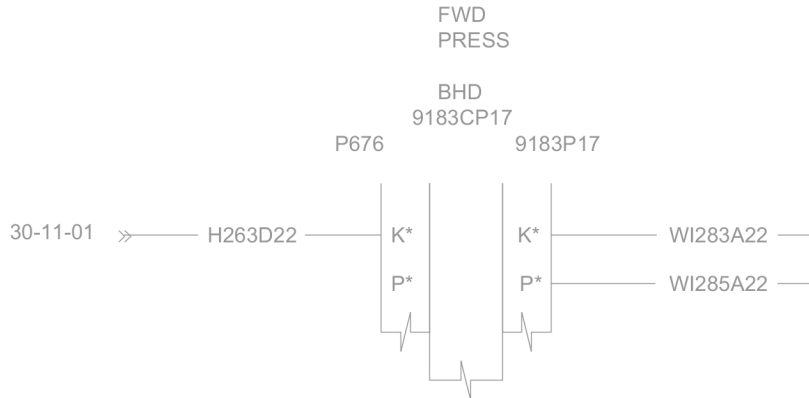 FWD
PRESS
BHD
9183CP17
P676
9183P17
30-11-01
H263D22
K*
K*
WI283A22
P*
P*
WI285A22